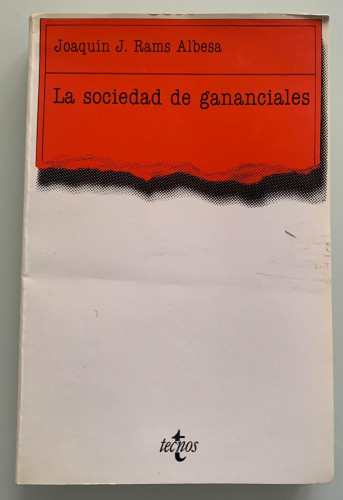 Joaquín J. Rams Albesa
La sociedad de gananciales
tecnos